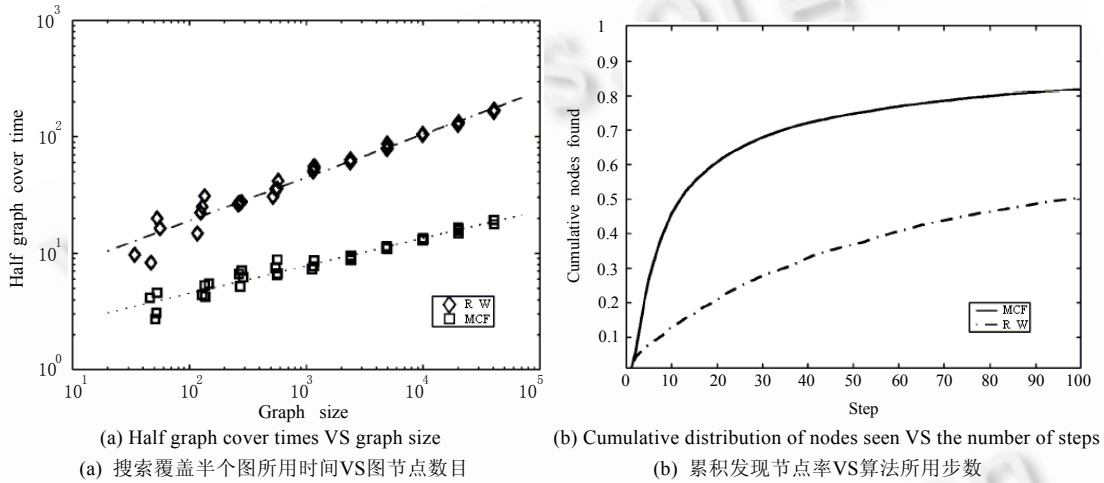 10³
10²
10¹
10⁰
Half graph cover time
R W
MCF
10¹ 10² 10³ 10⁴ 10⁵
Graph size
(a) Half graph cover times VS graph size
(a) 搜索覆盖半个图所用时间VS图节点数目
1
0.9
0.8
0.7
0.6
0.5
0.4
0.3
0.2
0.1
Cumulative nodes found
MCF
R W
0 10 20 30 40 50 60 70 80 90 100
Step
(b) Cumulative distribution of nodes seen VS the number of steps
(b) 累积发现节点率VS算法所用步数